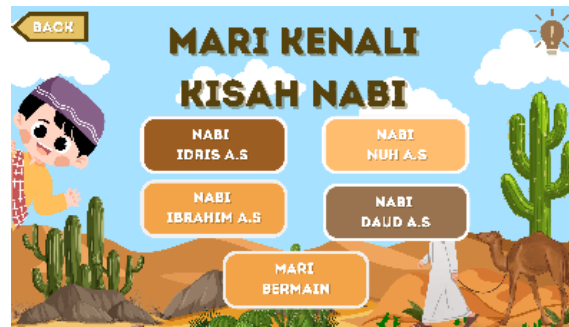 BACK
MARI KENALI
KISAH NABI
NABI
IDRIS A.S
NABI
NUH A.S
NABI
IBRAHIM A.S
NABI
DAUD A.S
MARI
BERMAIN